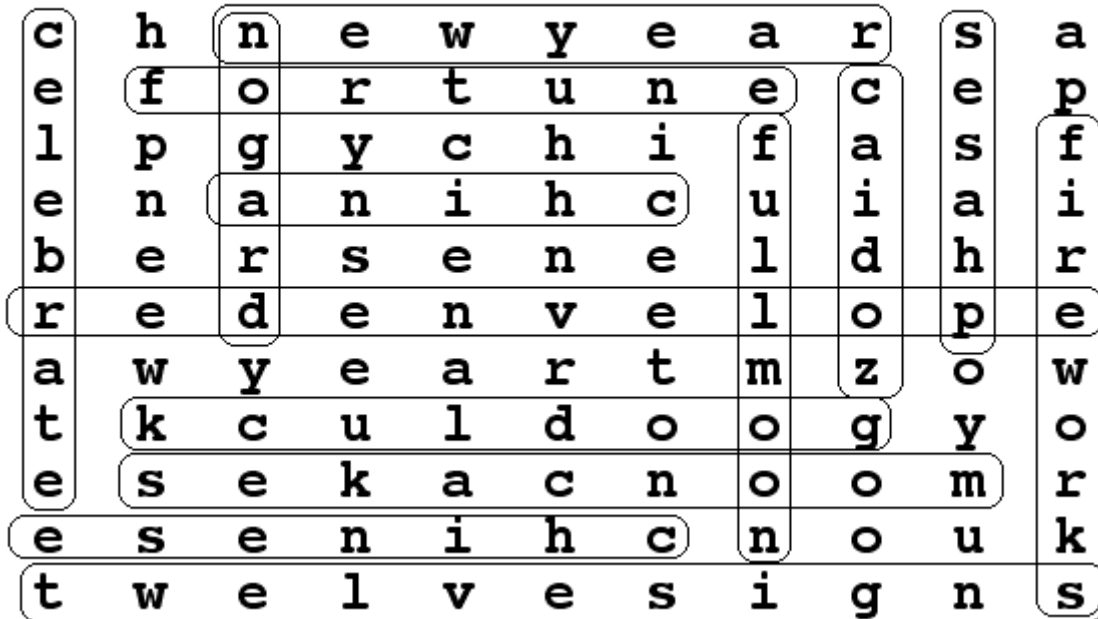 c h n e w y e a r s a
e f o r t u n e c e p
l p g y c h i f a s f
e n a n i h c u i a i
b e r s e n e l d h r
r e d e n v e l o p e
a w y e a r t m z o w
t k c u l d o o g y o
e s e k a c n o o m r
e s e n i h c n o u k
t w e l v e s i g n s